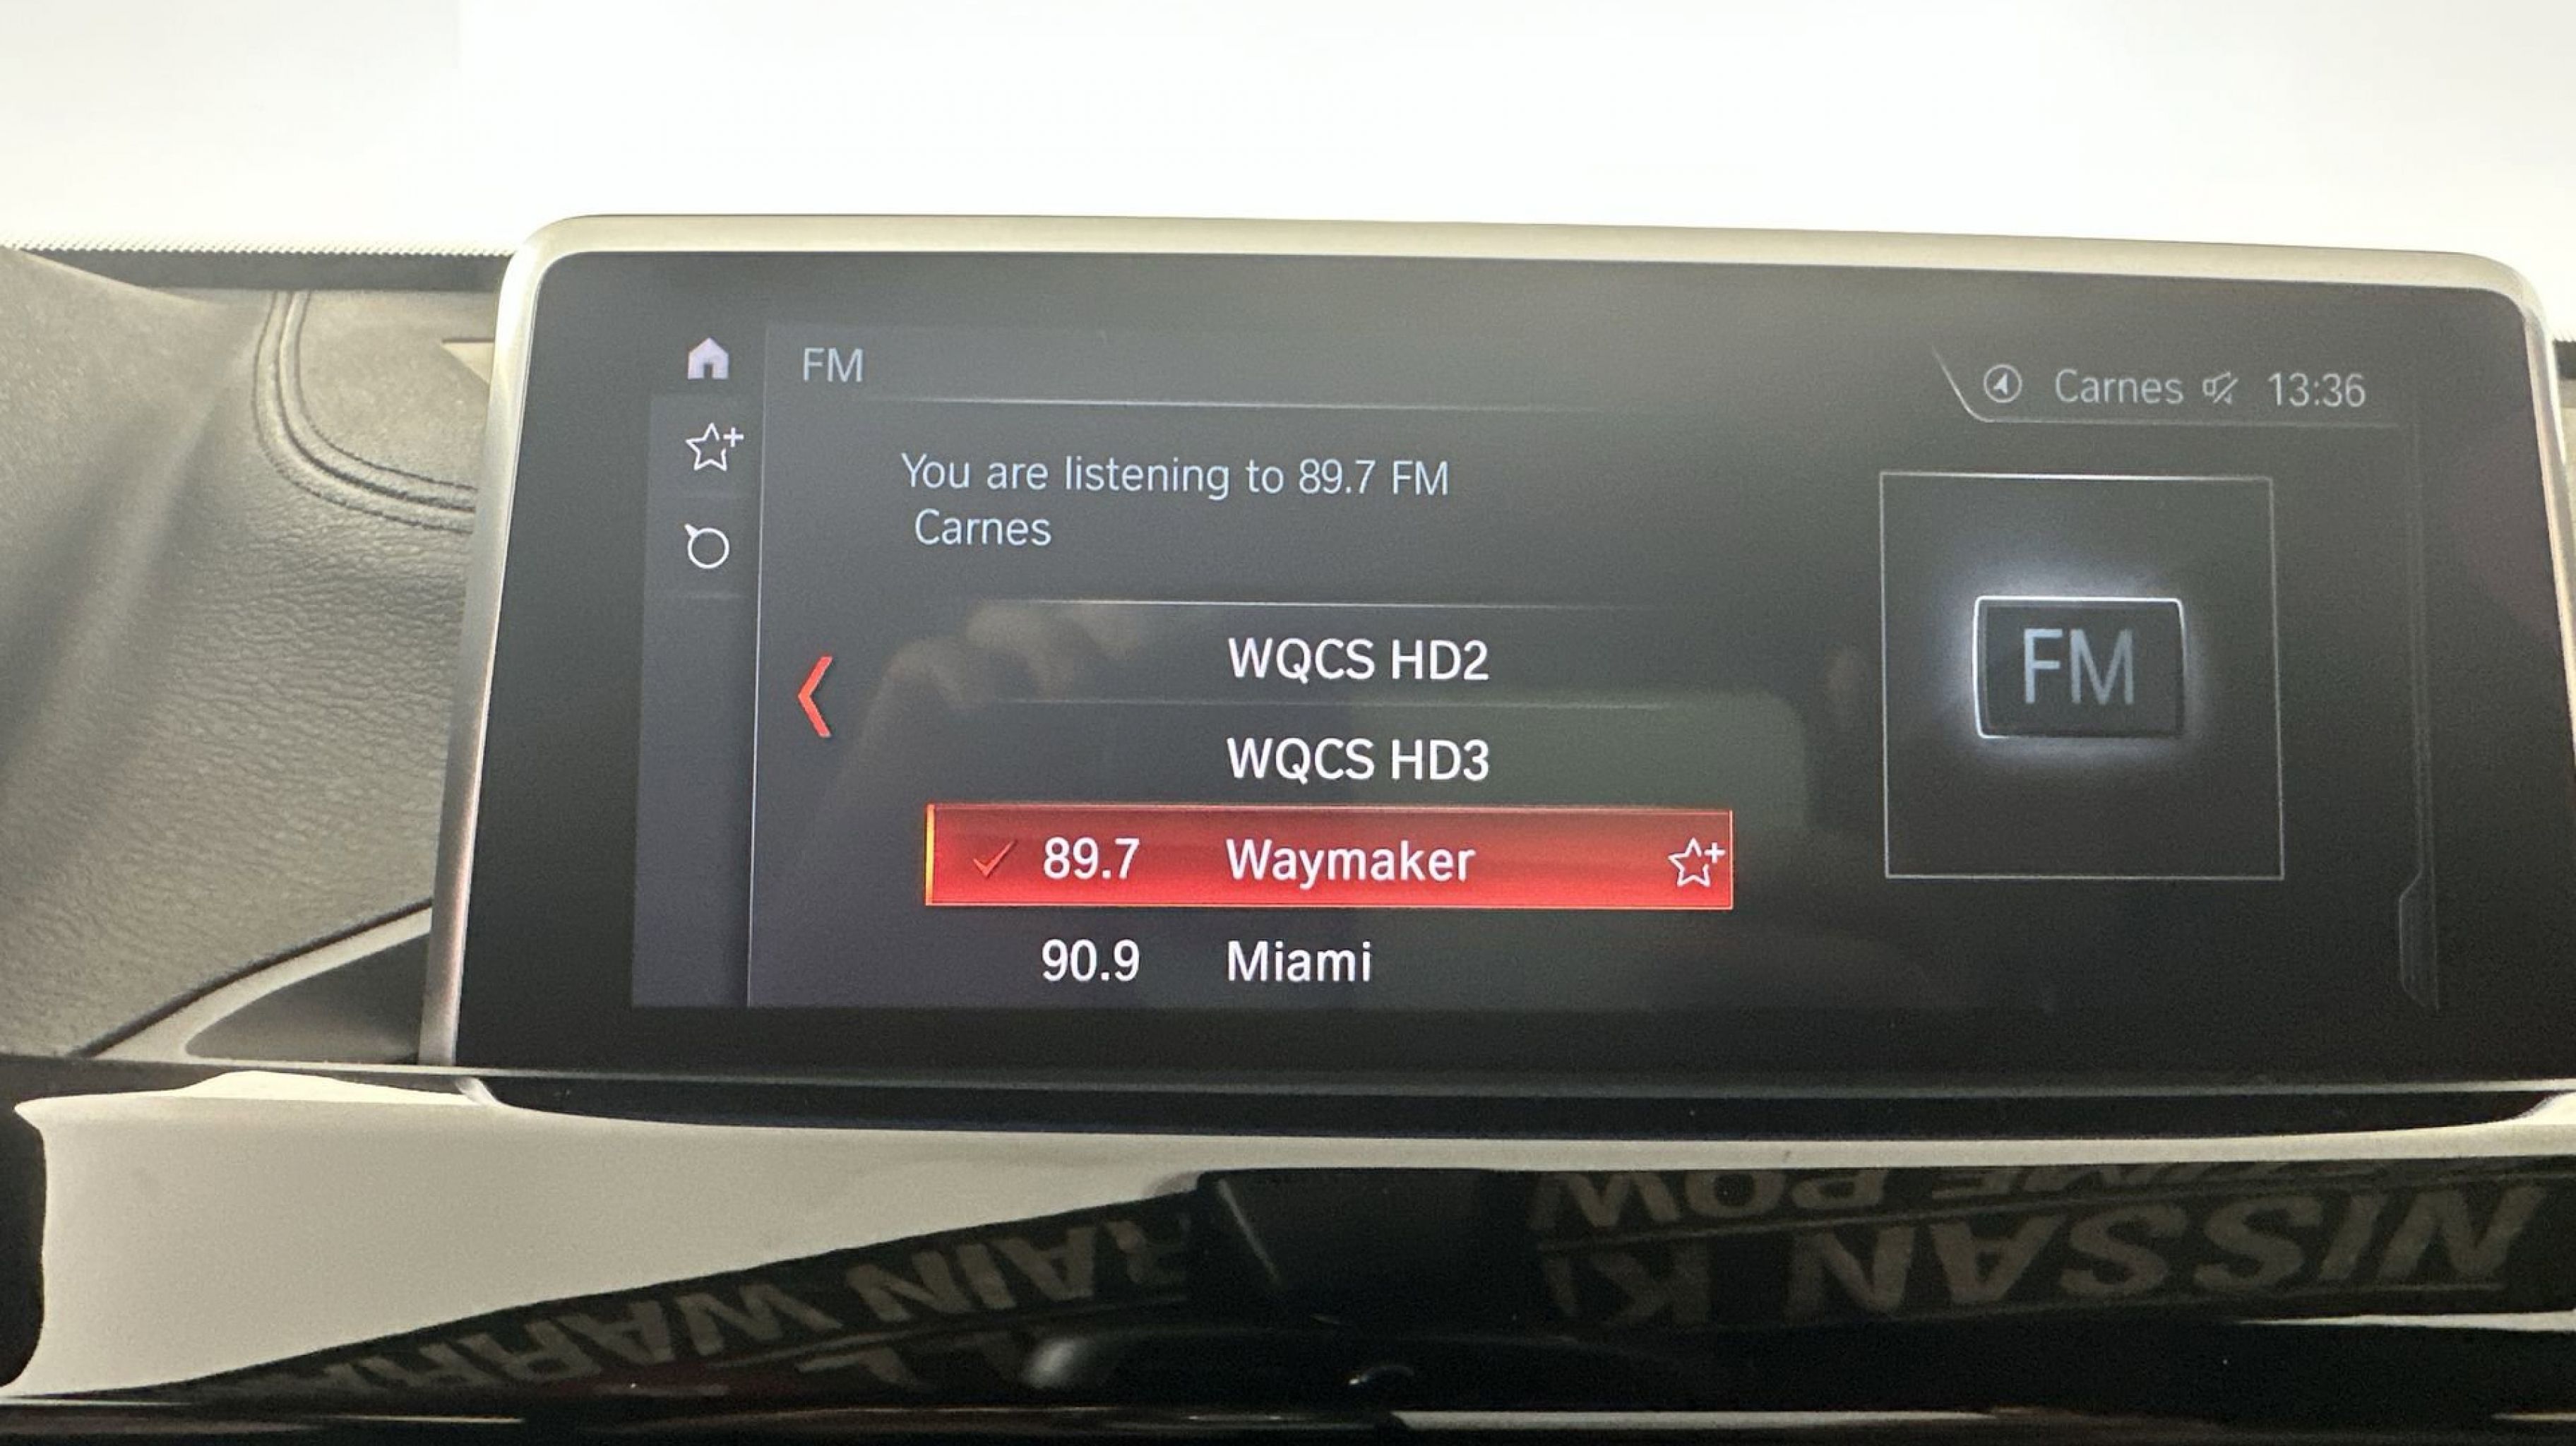 FM
Carnes 13:36
You are listening to 89.7 FM
Carnes
WQCS HD2
WQCS HD3
89.7 Waymaker
90.9 Miami
FM
NISSAN